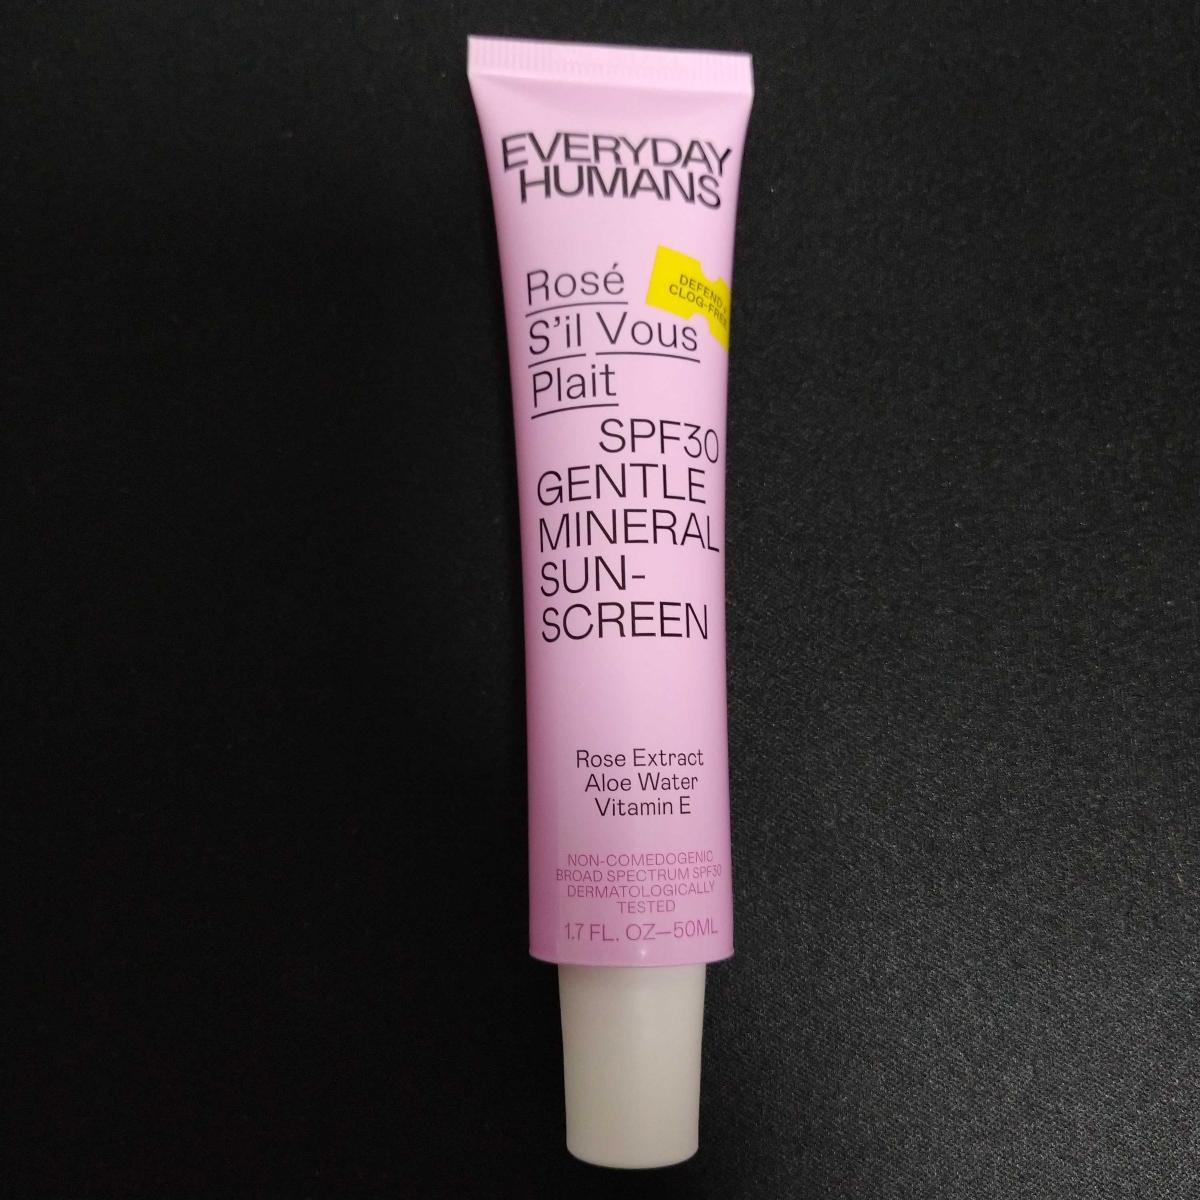 EVERYDAY
HUMANS
Rosé
S'il Vous
Plait
DEFEND
CLOG-FREE
SPF30
GENTLE
MINERAL
SUN-
SCREEN
Rose Extract
Aloe Water
Vitamin E
NON-COMEDOGENIC
BROAD SPECTRUM SPF30
DERMATOLOGICALLY
TESTED
1.7 FL. OZ—50ML